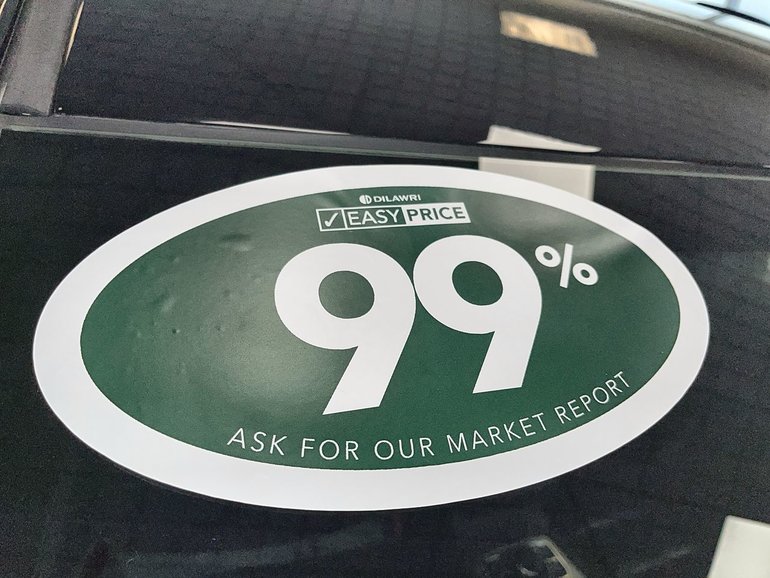 DILAWRI
✓EASY PRICE
99%
ASK FOR OUR MARKET REPORT